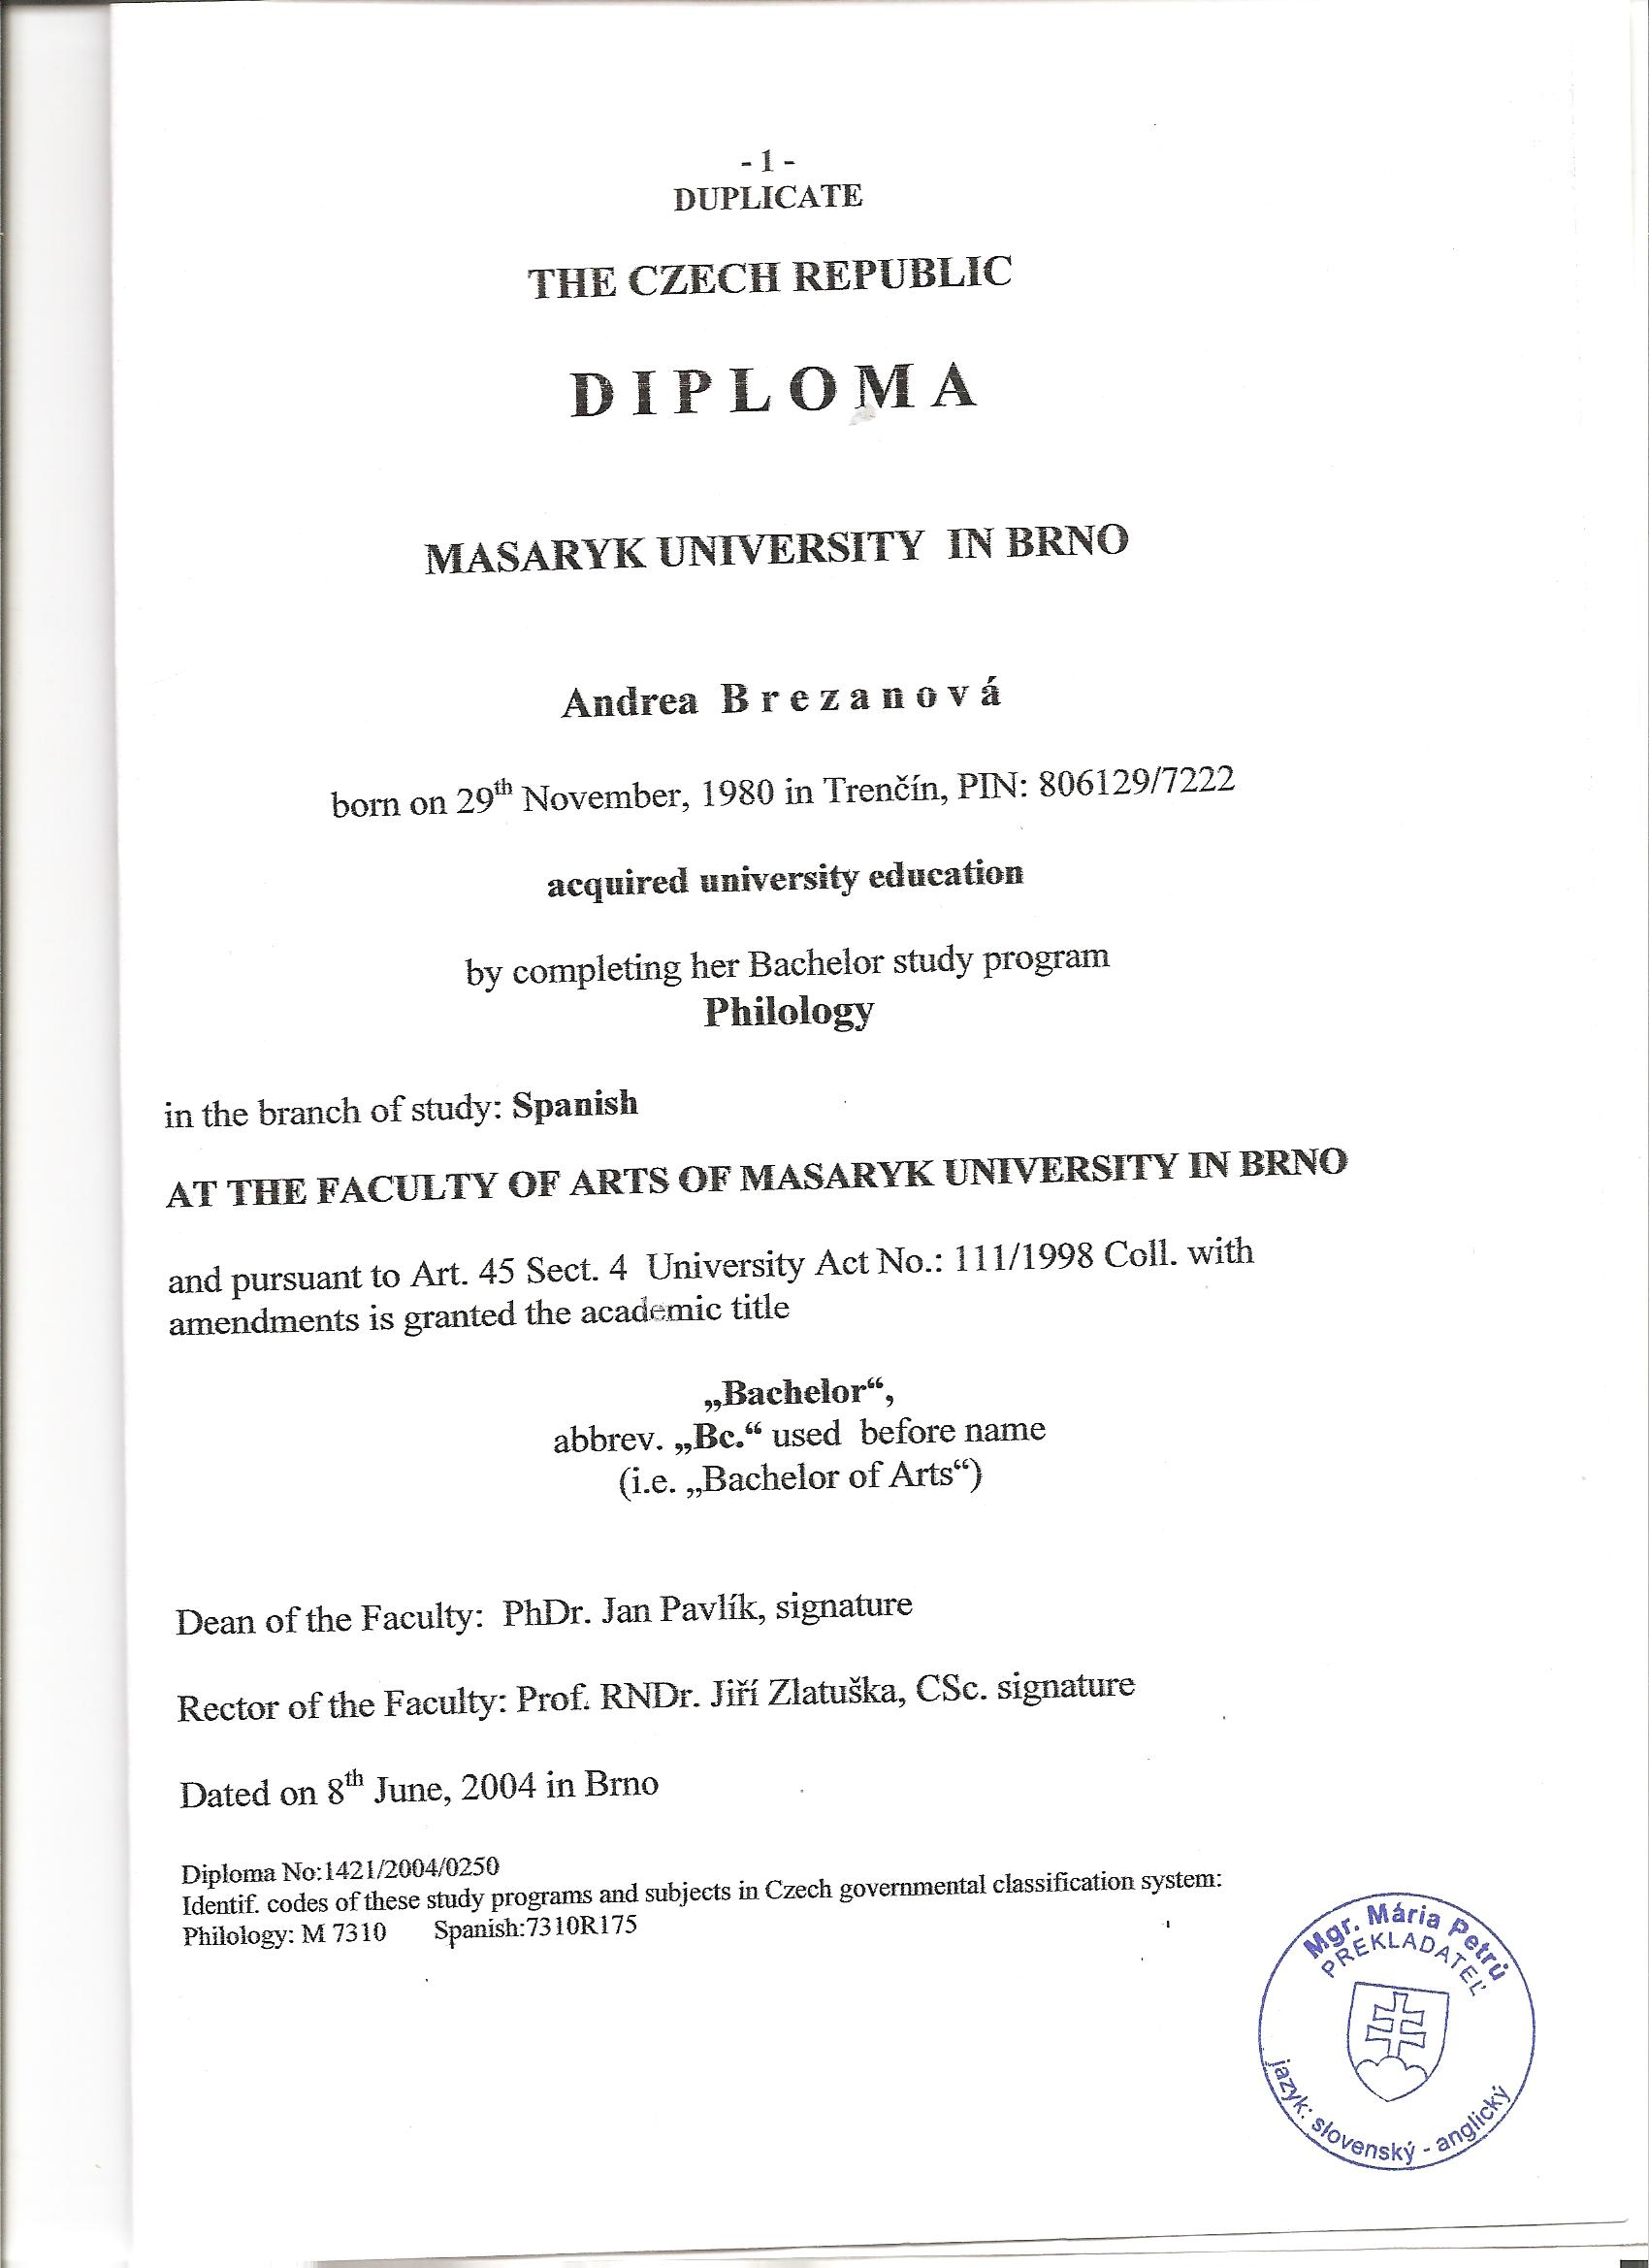 - 1 -
DUPLICATE
THE CZECH REPUBLIC
D I P L O M A
MASARYK UNIVERSITY IN BRNO
Andrea B r e z a n o v á
born on 29th November, 1980 in Trenčín, PIN: 806129/7222
acquired university education
by completing her Bachelor study program
Philology
in the branch of study: Spanish
AT THE FACULTY OF ARTS OF MASARYK UNIVERSITY IN BRNO
and pursuant to Art. 45 Sect. 4 University Act No.: 111/1998 Coll. with
amendments is granted the academic title
„Bachelor“,
abbrev. „Bc.“ used before name
(i.e. „Bachelor of Arts“)
Dean of the Faculty: PhDr. Jan Pavlík, signature
Rector of the Faculty: Prof. RNDr. Jiří Zlatuška, CSc. signature
Dated on 8th June, 2004 in Brno
Diploma No:1421/2004/0250
Identif. codes of these study programs and subjects in Czech governmental classification system:
Philology: M 7310 Spanish:7310R175
Mgr. Mária Petrů
PREKLADATEĽ
jazyk: slovenský - anglický